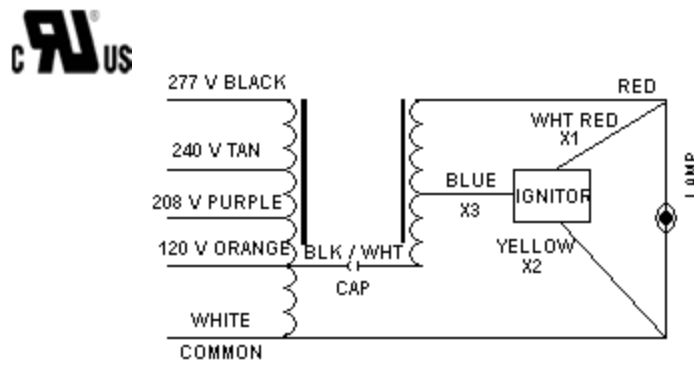 C RU ® US
277 V BLACK
RED
WHT RED
X1
240 V TAN
LAMP
BLUE
IGNITOR
208 V PURPLE
X3
120 V ORANGE
BLK / WHT
YELLOW
X2
CAP
WHITE
COMMON